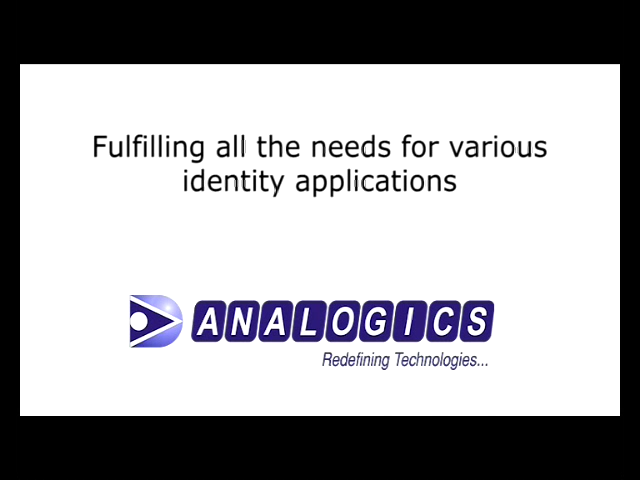 Fulfilling all the needs for various
identity applications
ANALOGICS
Redefining Technologies...